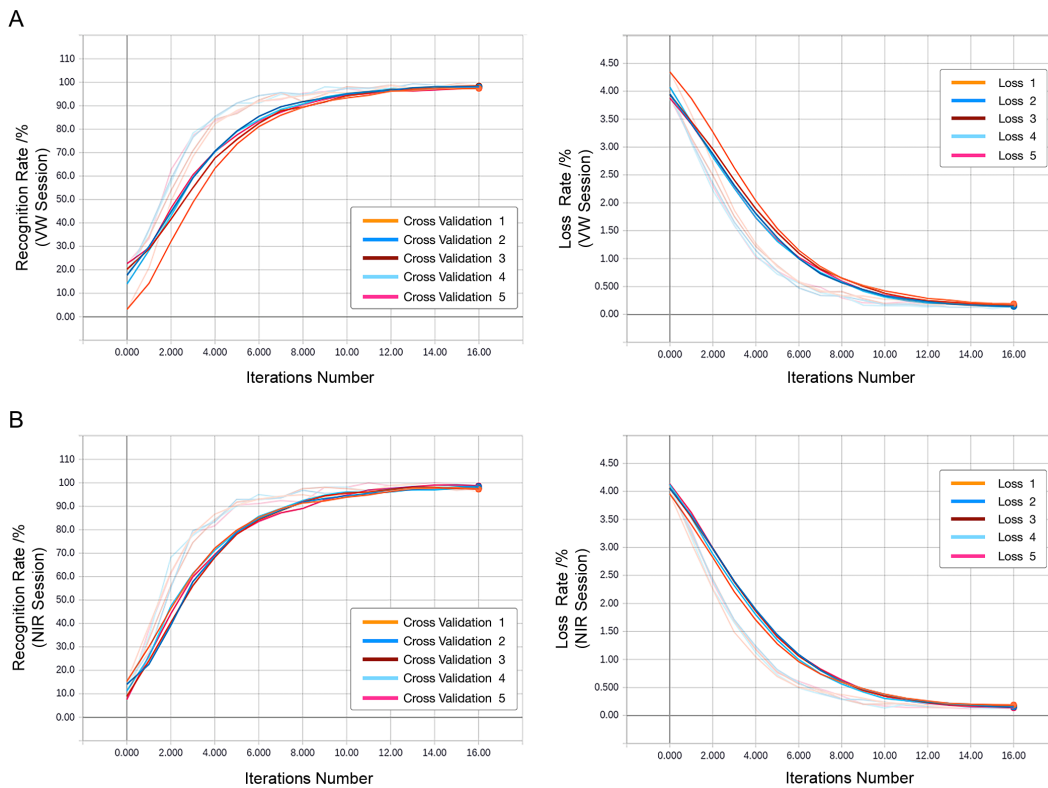 A
Recognition Rate /%
(VW Session)
110
100
90.0
80.0
70.0
60.0
50.0
40.0
30.0
20.0
10.0
0.00
0.000 2.000 4.000 6.000 8.000 10.00 12.00 14.00 16.00
Iterations Number
Cross Validation 1
Cross Validation 2
Cross Validation 3
Cross Validation 4
Cross Validation 5
Loss Rate /%
(VW Session)
4.50
4.00
3.50
3.00
2.50
2.00
1.50
1.00
0.500
0.00
0.000 2.000 4.000 6.000 8.000 10.00 12.00 14.00 16.00
Iterations Number
Loss 1
Loss 2
Loss 3
Loss 4
Loss 5
B
Recognition Rate /%
(NIR Session)
110
100
90.0
80.0
70.0
60.0
50.0
40.0
30.0
20.0
10.0
0.00
0.000 2.000 4.000 6.000 8.000 10.00 12.00 14.00 16.00
Iterations Number
Cross Validation 1
Cross Validation 2
Cross Validation 3
Cross Validation 4
Cross Validation 5
Loss Rate /%
(NIR Session)
4.50
4.00
3.50
3.00
2.50
2.00
1.50
1.00
0.500
0.00
0.000 2.000 4.000 6.000 8.000 10.00 12.00 14.00 16.00
Iterations Number
Loss 1
Loss 2
Loss 3
Loss 4
Loss 5